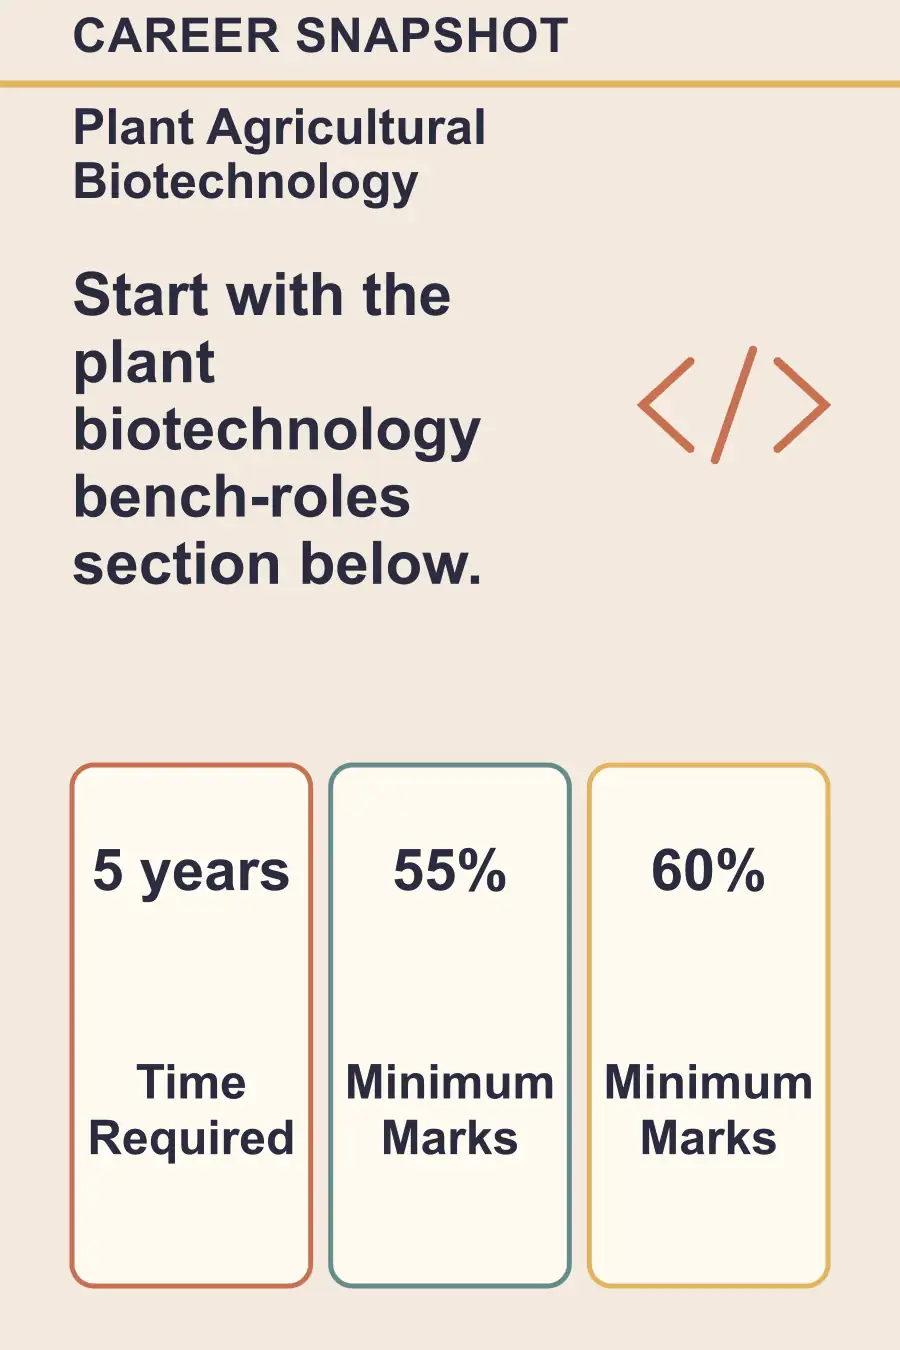 CAREER SNAPSHOT
Plant Agricultural
Biotechnology
Start with the
plant
biotechnology
bench-roles
section below.
5 years
Time
Required
55%
Minimum
Marks
60%
Minimum
Marks